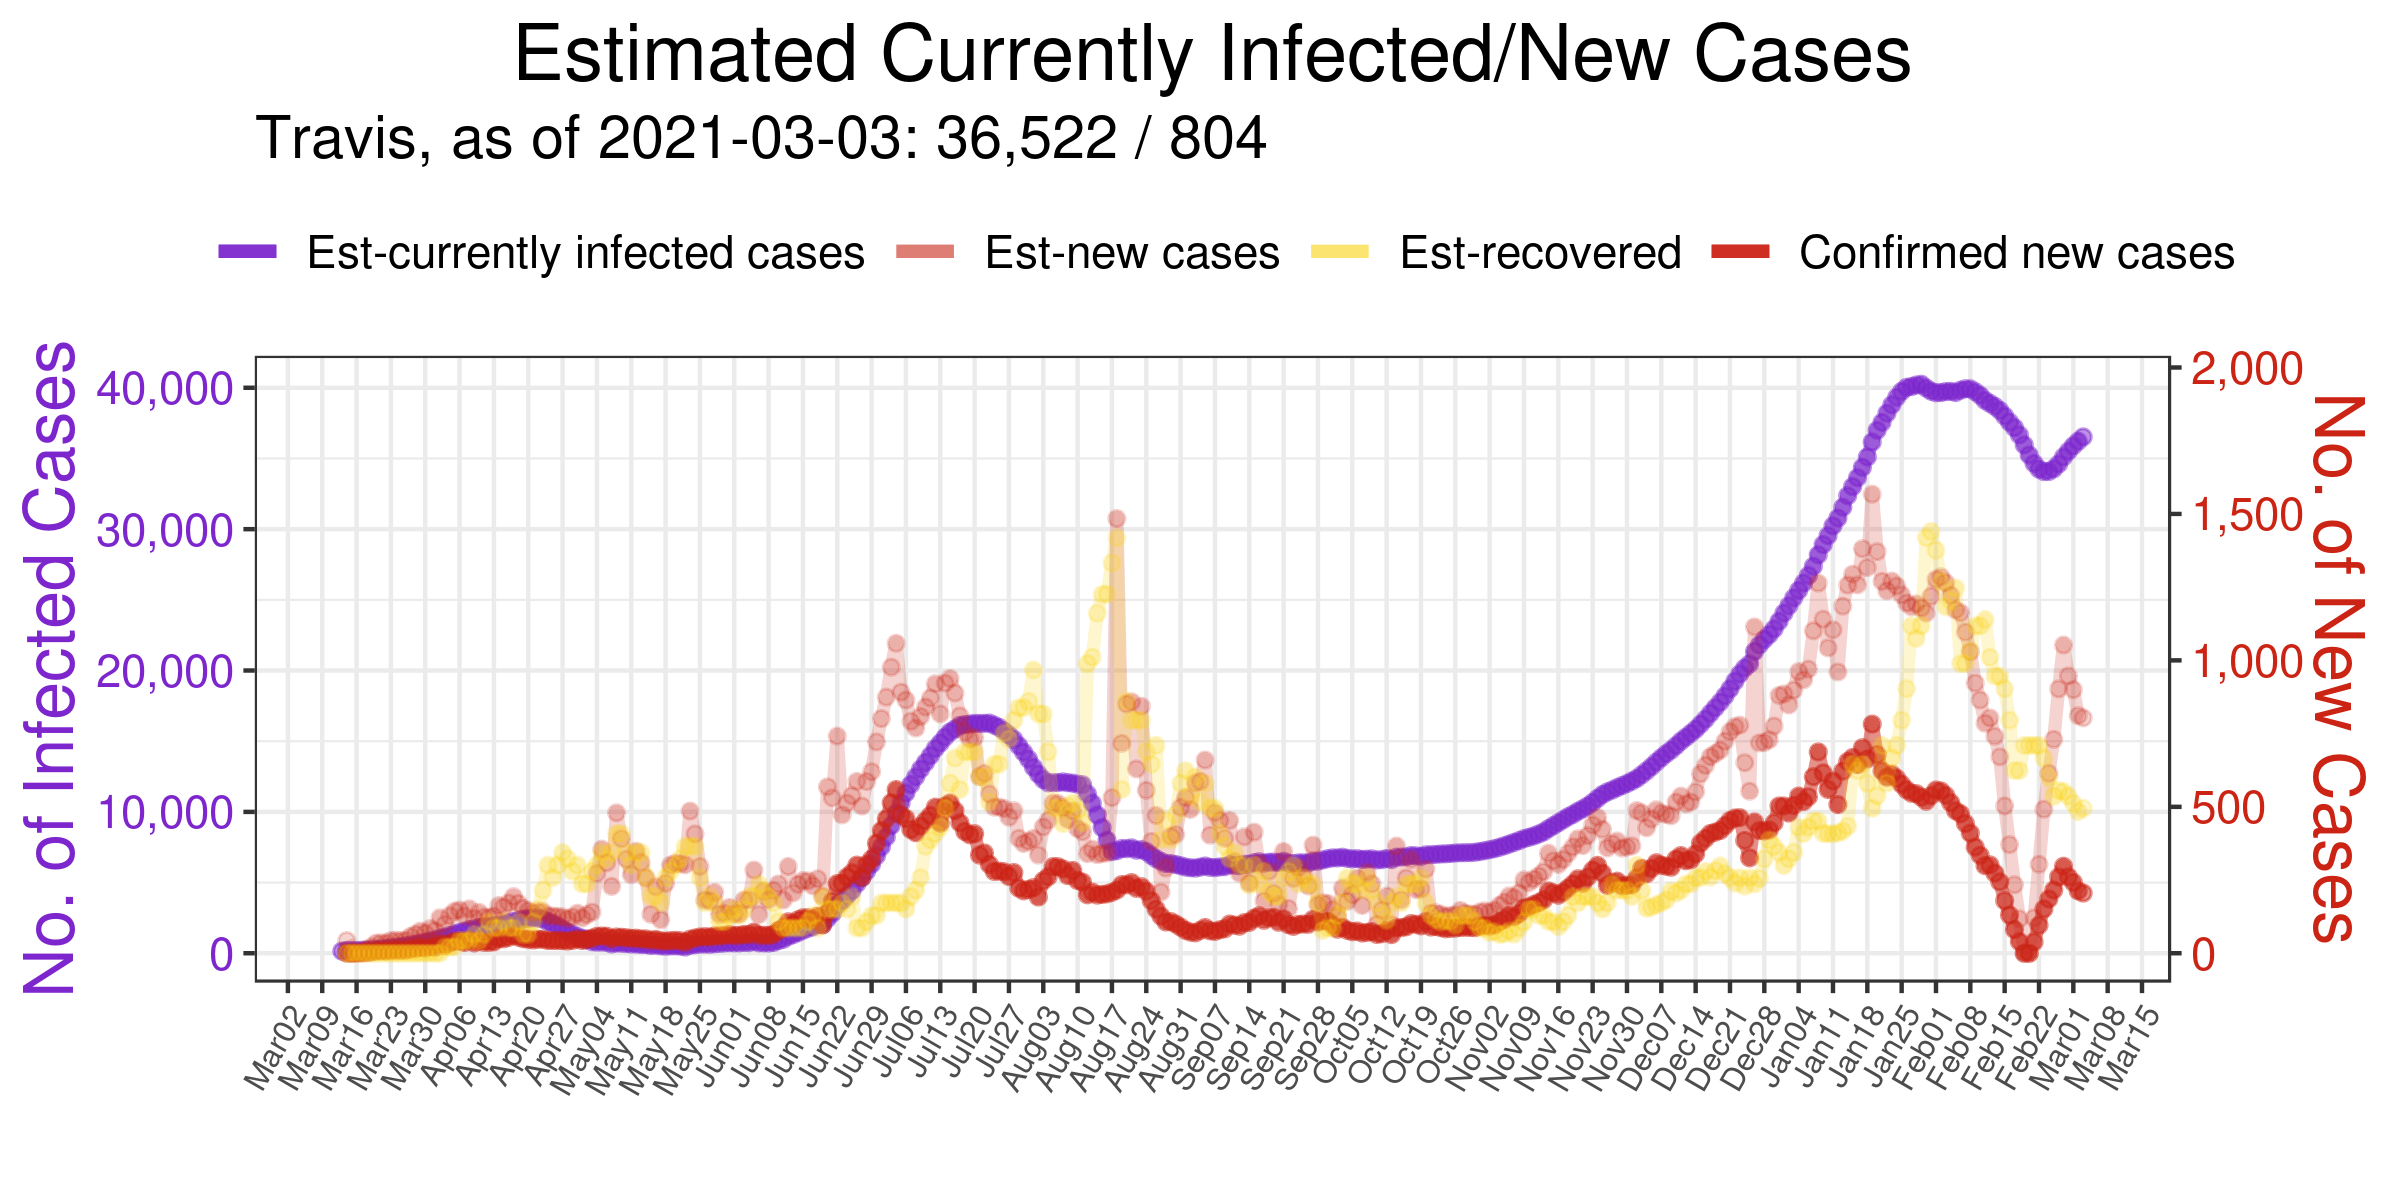 Estimated Currently Infected/New Cases
Travis, as of 2021-03-03: 36,522 / 804
Est-currently infected cases
Est-new cases
Est-recovered
Confirmed new cases
No. of Infected Cases
40,000
30,000
20,000
10,000
0
2,000
1,500
1,000
500
0
No. of New Cases
Mar02
Mar09
Mar16
Mar23
Mar30
Apr06
Apr13
Apr20
Apr27
May04
May11
May18
May25
Jun01
Jun08
Jun15
Jun22
Jun29
Jul06
Jul13
Jul20
Jul27
Aug03
Aug10
Aug17
Aug24
Aug31
Sep07
Sep14
Sep21
Sep28
Oct05
Oct12
Oct19
Oct26
Nov02
Nov09
Nov16
Nov23
Nov30
Dec07
Dec14
Dec21
Dec28
Jan04
Jan11
Jan18
Jan25
Feb01
Feb08
Feb15
Feb22
Mar01
Mar08
Mar15